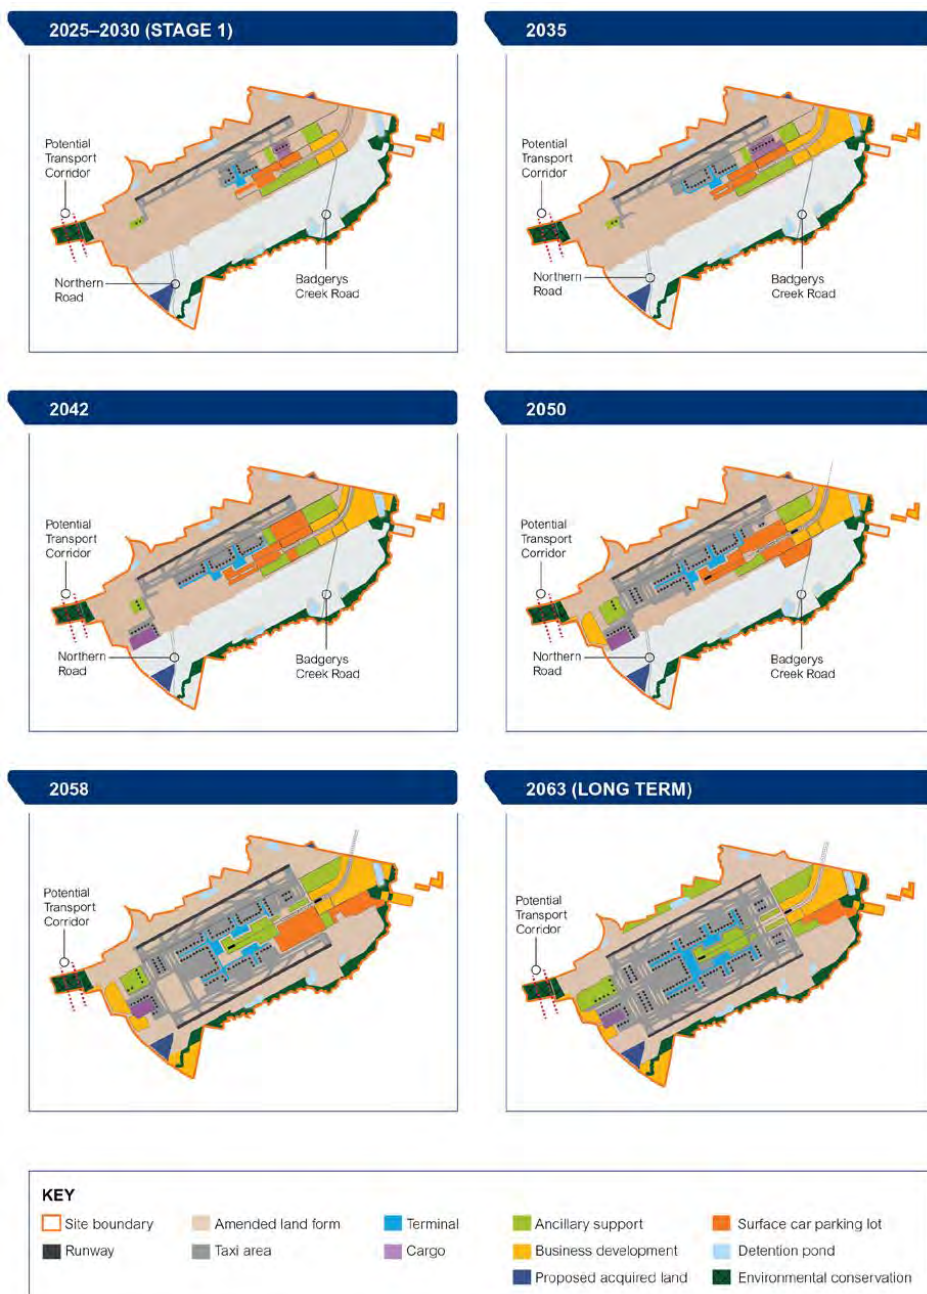 2025–2030 (STAGE 1)
Potential
Transport
Corridor
Northern
Road
Badgerys
Creek Road
2035
Potential
Transport
Corridor
Northern
Road
Badgerys
Creek Road
2042
Potential
Transport
Corridor
Northern
Road
Badgerys
Creek Road
2050
Potential
Transport
Corridor
Northern
Road
Badgerys
Creek Road
2058
Potential
Transport
Corridor
2063 (LONG TERM)
Potential
Transport
Corridor
KEY
Site boundary
Amended land form
Terminal
Ancillary support
Surface car parking lot
Runway
Taxi area
Cargo
Business development
Detention pond
Proposed acquired land
Environmental conservation